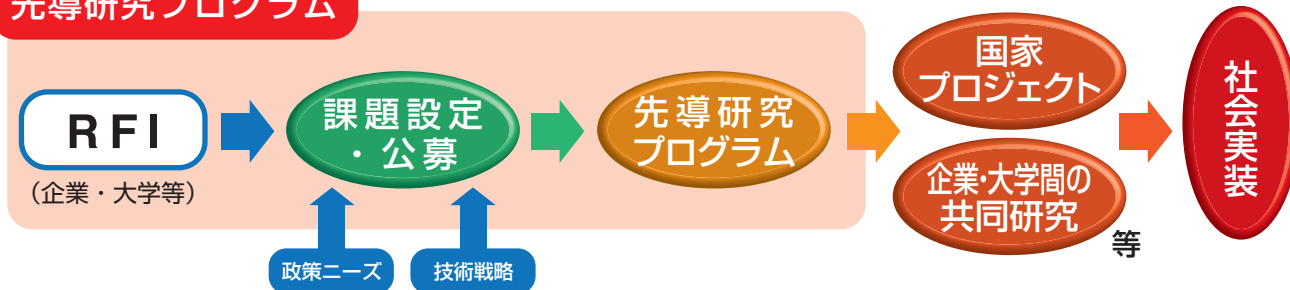 先導研究プログラム
RFI
(企業・大学等)
課題設定
・公募
政策ニーズ
技術戦略
先導研究
プログラム
国家
プロジェクト
企業・大学間の
共同研究
等
社会実装